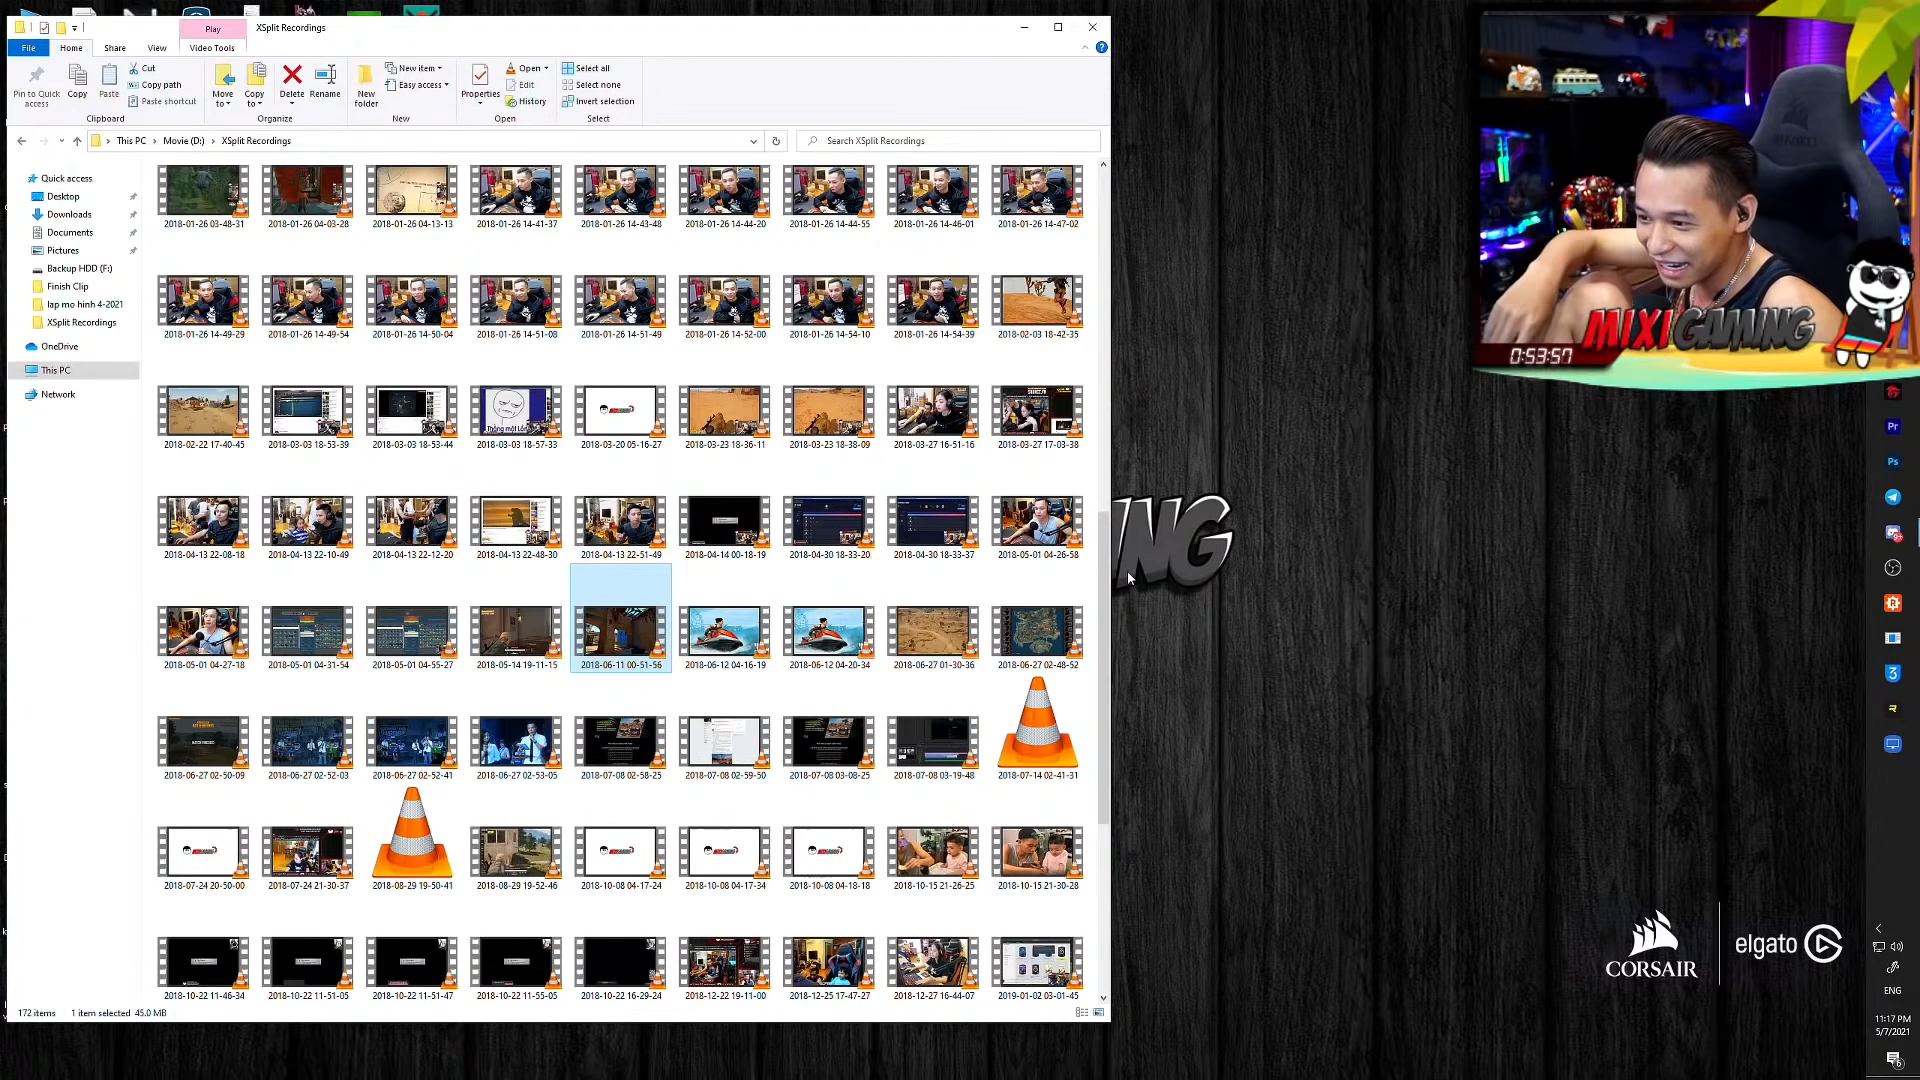 Play
XSplit Recordings
File
Home
Share
View
Video Tools
Pin to Quick access
Copy
Paste
Cut
Copy path
Paste shortcut
Move to
Copy to
Delete
Rename
New folder
New item
Easy access
Properties
Open
Edit
History
Select all
Select none
Invert selection
Clipboard
Organize
New
Open
Select
This PC > Movie (D:) > XSplit Recordings
Search XSplit Recordings
Quick access
Desktop
Downloads
Documents
Pictures
Backup HDD (F:)
Finish Clip
lap mo hinh 4-2021
XSplit Recordings
OneDrive
This PC
Network
2018-01-26 03-48-31 2018-01-26 04-03-28 2018-01-26 04-13-13 2018-01-26 14-41-37 2018-01-26 14-43-48 2018-01-26 14-44-20 2018-01-26 14-44-55 2018-01-26 14-46-01 2018-01-26 14-47-02
2018-01-26 14-49-29 2018-01-26 14-49-54 2018-01-26 14-50-04 2018-01-26 14-51-08 2018-01-26 14-51-49 2018-01-26 14-52-00 2018-01-26 14-54-10 2018-01-26 14-54-39 2018-02-03 18-42-35
2018-02-22 17-40-45 2018-03-03 18-53-39 2018-03-03 18-53-44 2018-03-03 18-57-33 2018-03-20 05-16-27 2018-03-23 18-36-11 2018-03-23 18-38-09 2018-03-27 16-51-16 2018-03-27 17-03-38
2018-04-13 22-08-18 2018-04-13 22-10-49 2018-04-13 22-12-20 2018-04-13 22-48-30 2018-04-13 22-51-49 2018-04-14 00-18-19 2018-04-30 18-33-20 2018-04-30 18-33-37 2018-05-01 04-26-58
2018-05-01 04-27-18 2018-05-01 04-31-54 2018-05-01 04-55-27 2018-05-14 19-11-15 2018-06-11 00-51-56 2018-06-12 04-16-19 2018-06-12 04-20-34 2018-06-27 01-30-36 2018-06-27 02-48-52
2018-06-27 02-50-09 2018-06-27 02-52-03 2018-06-27 02-52-41 2018-06-27 02-53-05 2018-07-08 02-58-25 2018-07-08 02-59-50 2018-07-08 03-08-25 2018-07-08 03-19-48 2018-07-14 02-41-31
2018-07-24 20-50-00 2018-07-24 21-30-37 2018-08-29 19-50-41 2018-08-29 19-52-46 2018-10-08 04-17-24 2018-10-08 04-17-34 2018-10-08 04-18-18 2018-10-15 21-26-25 2018-10-15 21-30-28
2018-10-22 11-46-34 2018-10-22 11-51-05 2018-10-22 11-51-47 2018-10-22 11-55-05 2018-10-22 16-29-24 2018-12-22 19-11-00 2018-12-25 17-47-27 2018-12-27 16-44-07 2019-01-02 03-01-45
172 items
1 item selected 45.0 MB
CORSAIR
MIXIGAMING
0:53:57
NG
Pr
Ps
CORSAIR
elgato
ENG
11:17 PM
5/7/2021
6